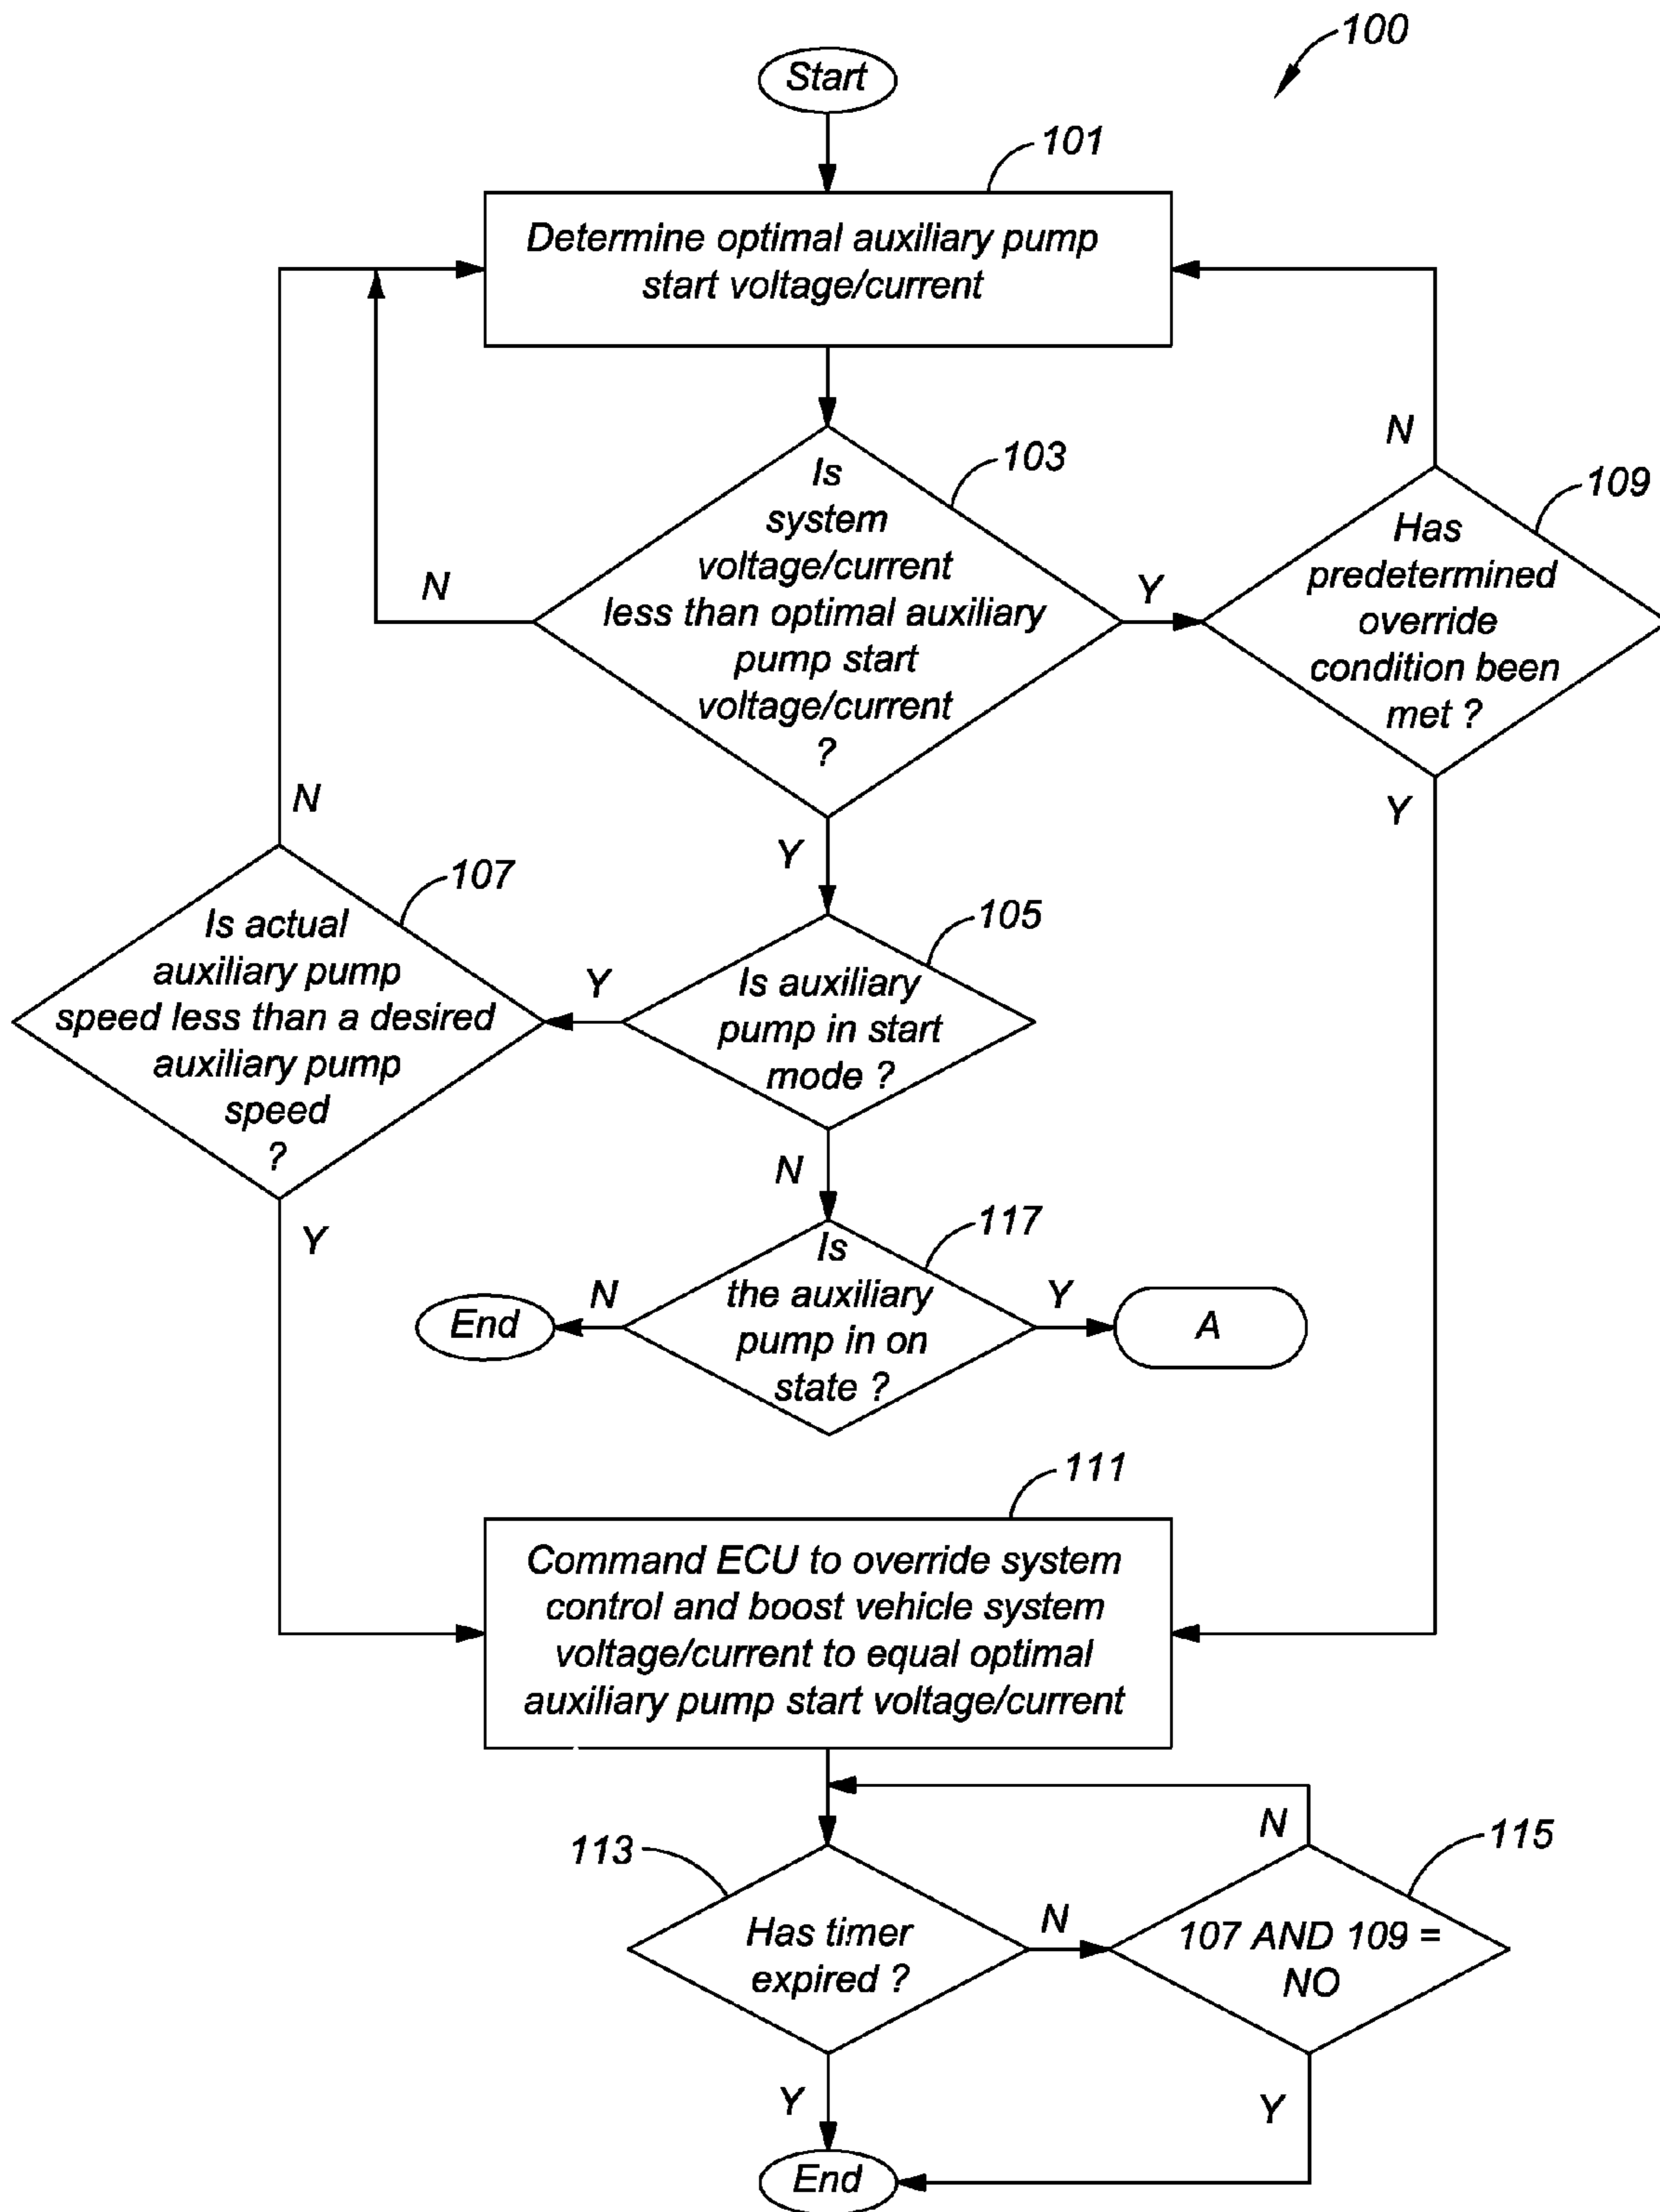 100
Start
101
Determine optimal auxiliary pump
start voltage/current
103
Is
system
voltage/current
less than optimal auxiliary
pump start
voltage/current
?
N
Y
Y
109
Has
predetermined
override
condition been
met ?
N
Y
107
Is actual
auxiliary pump
speed less than a desired
auxiliary pump
speed
?
N
Y
105
Is auxiliary
pump in start
mode ?
Y
N
117
Is
the auxiliary
pump in on
state ?
N
End
Y
A
111
Command ECU to override system
control and boost vehicle system
voltage/current to equal optimal
auxiliary pump start voltage/current
113
Has timer
expired ?
N
Y
115
107 AND 109 =
NO
N
Y
End